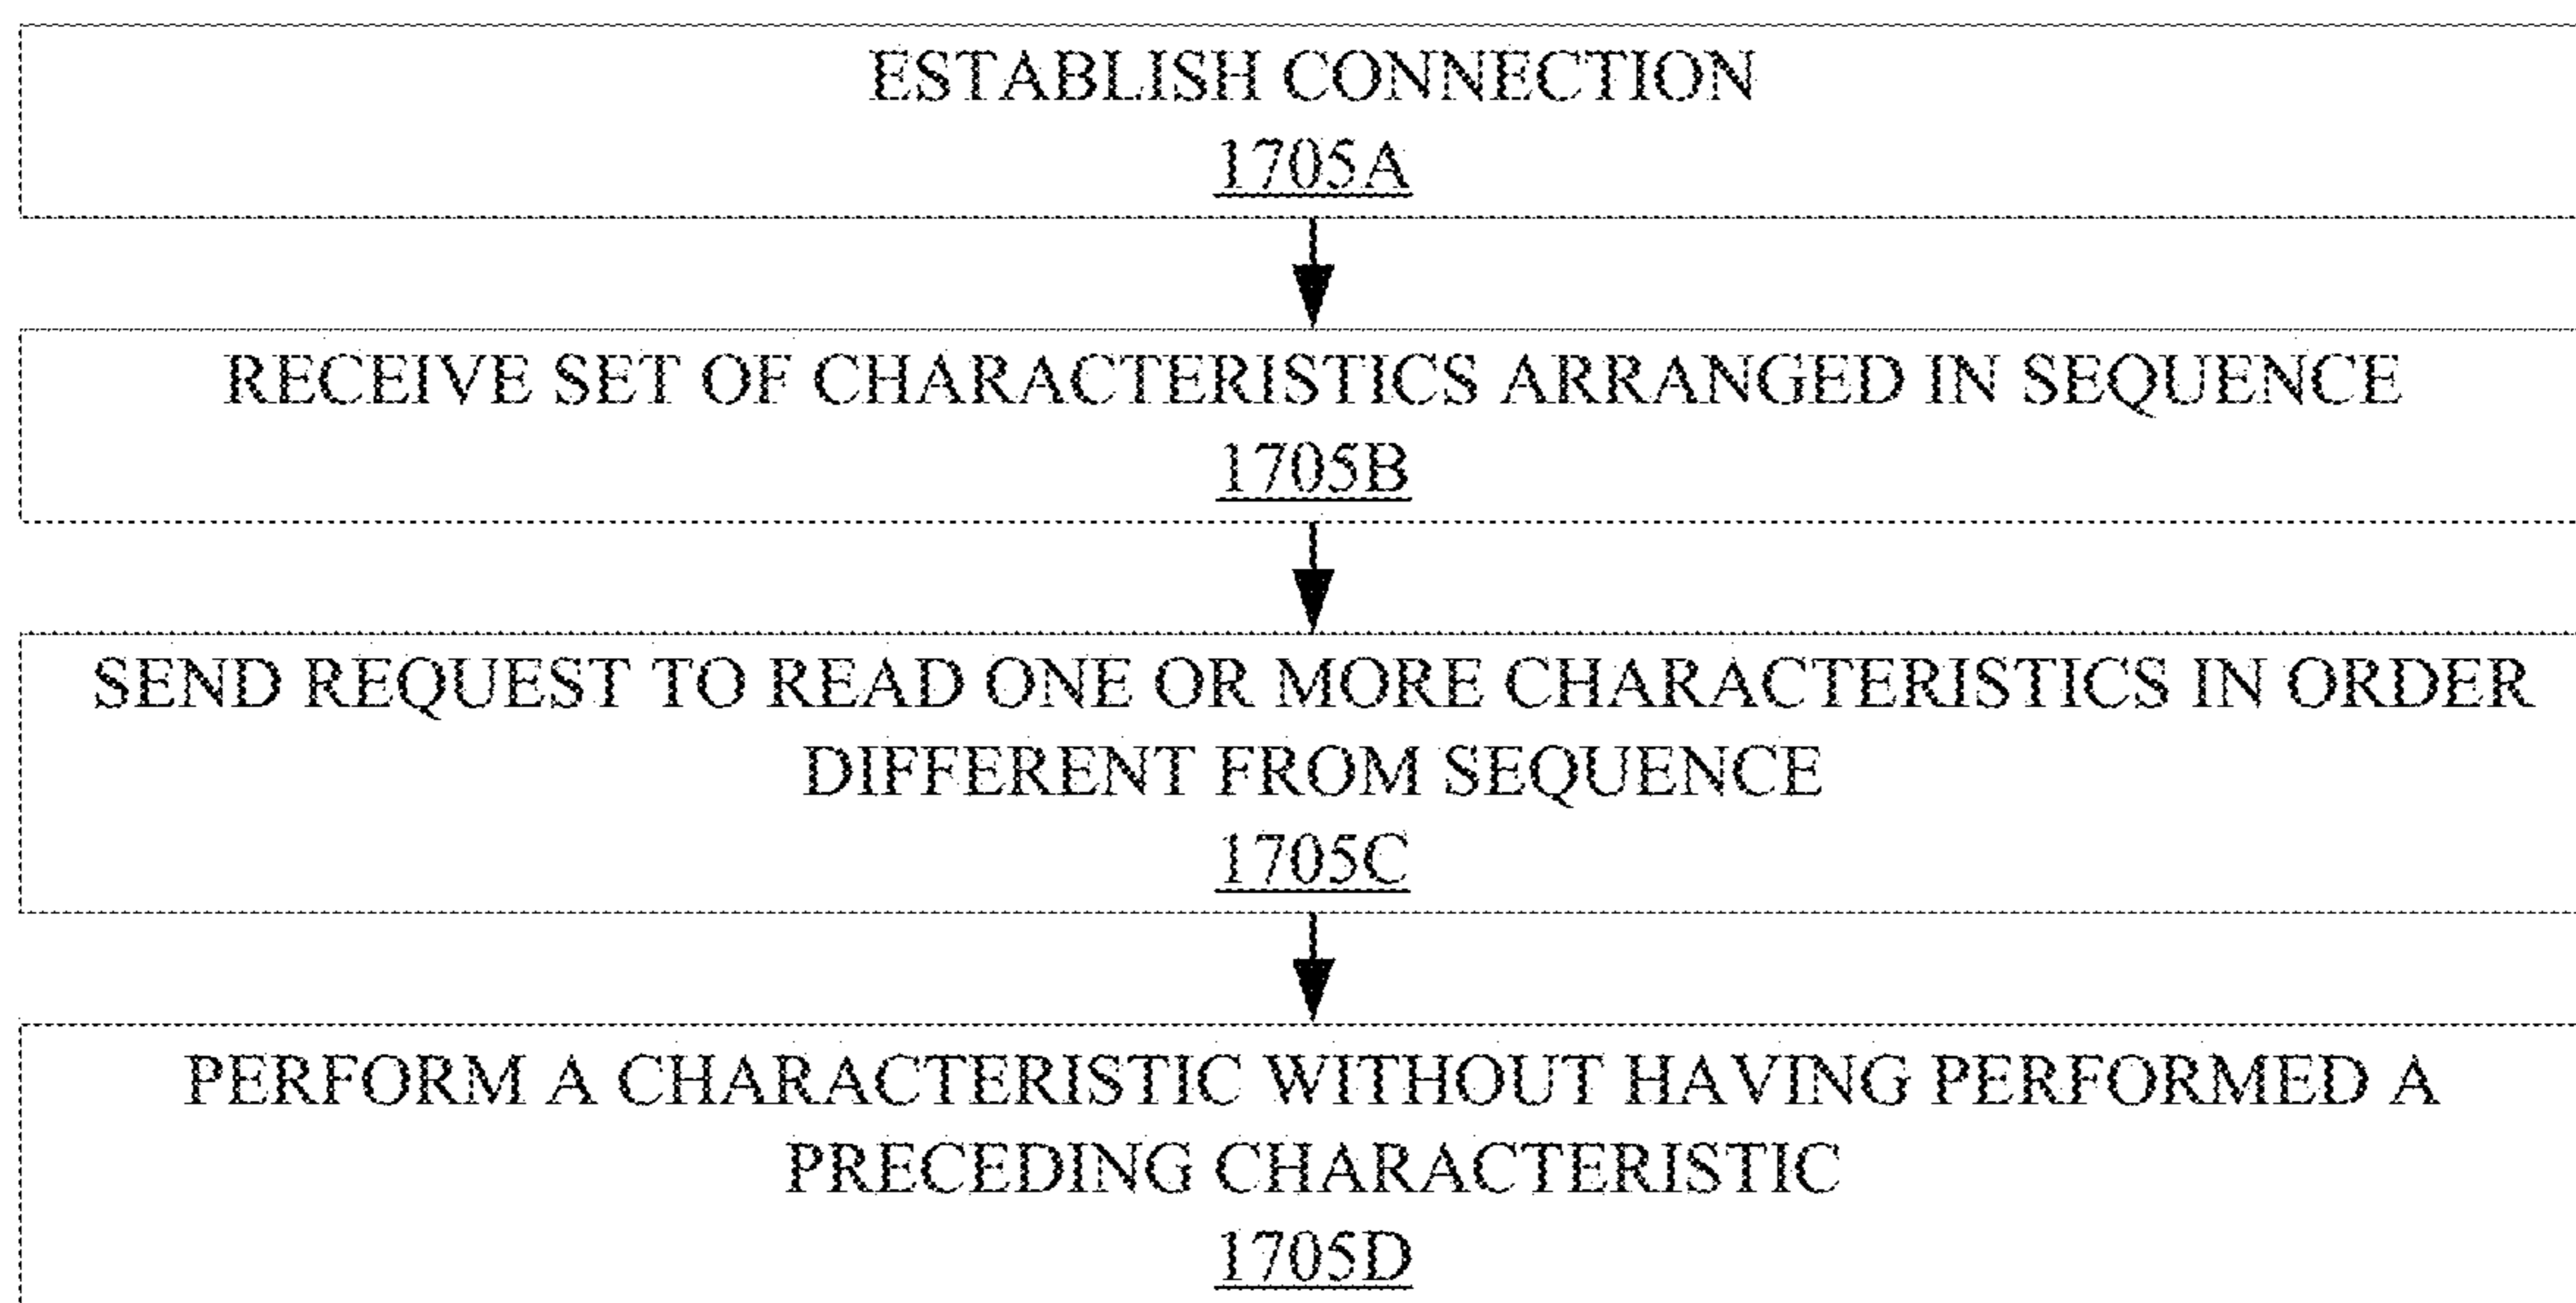 ESTABLISH CONNECTION
1705A
RECEIVE SET OF CHARACTERISTICS ARRANGED IN SEQUENCE
1705B
SEND REQUEST TO READ ONE OR MORE CHARACTERISTICS IN ORDER
DIFFERENT FROM SEQUENCE
1705C
PERFORM A CHARACTERISTIC WITHOUT HAVING PERFORMED A
PRECEDING CHARACTERISTIC
1705D